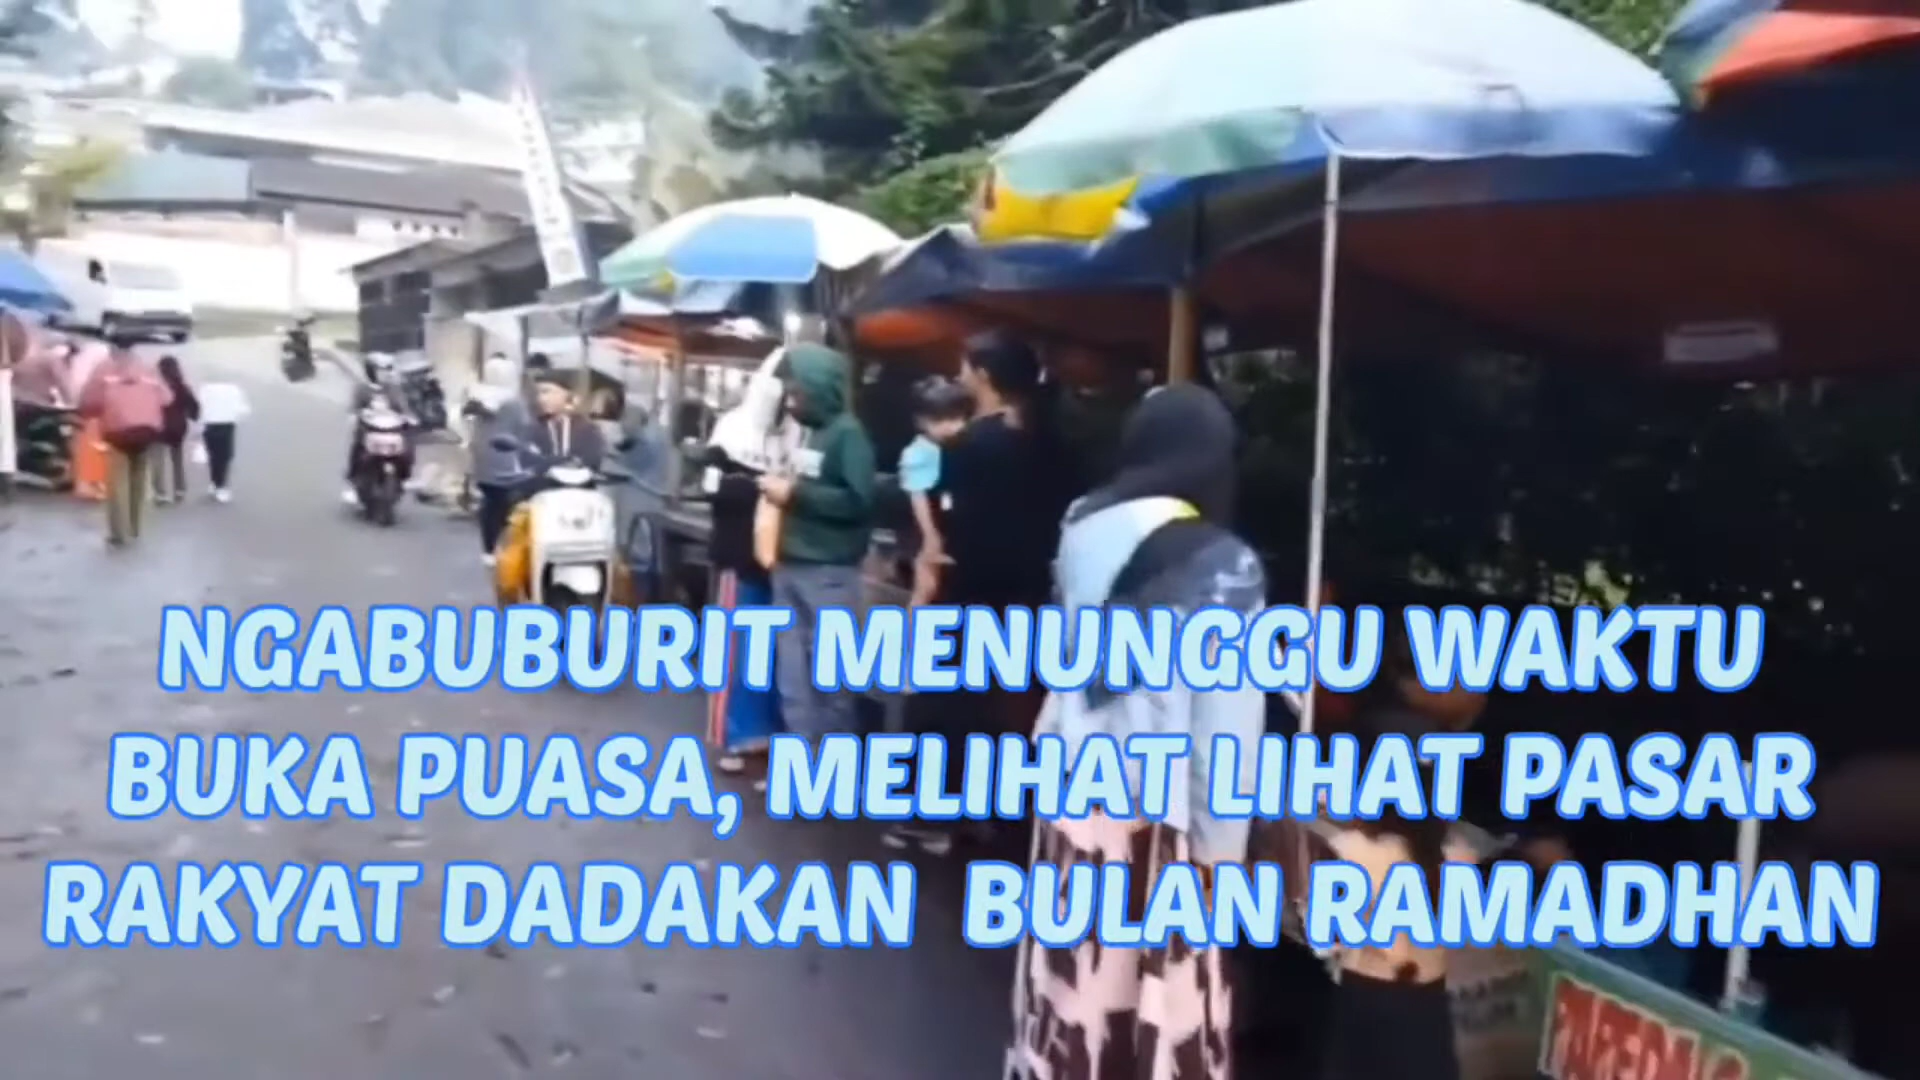 NGABUBURIT MENUNGGU WAKTU
BUKA PUASA, MELIHAT LIHAT PASAR
RAKYAT DADAKAN BULAN RAMADHAN